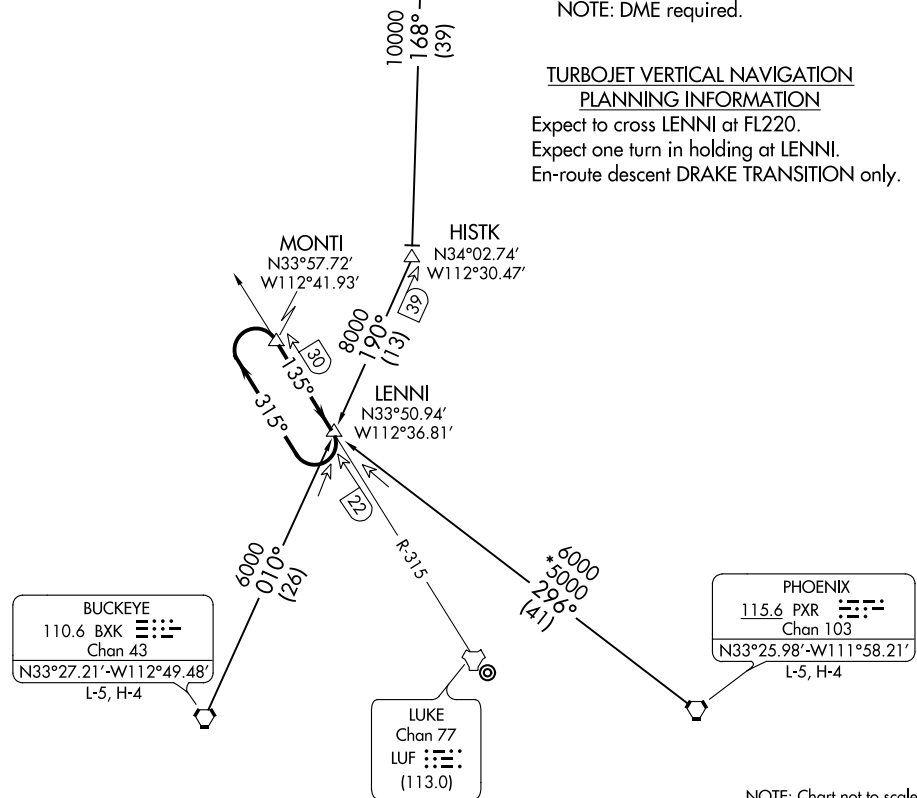 NOTE: DME required.
10000
168°
(39)
TURBOJET VERTICAL NAVIGATION
PLANNING INFORMATION
Expect to cross LENNI at FL220.
Expect one turn in holding at LENNI.
En-route descent DRAKE TRANSITION only.
HISTK
N34°02.74'
W112°30.47'
MONTI
N33°57.72'
W112°41.93'
39
8000
190°
(13)
30
135°
315°
LENNI
N33°50.94'
W112°36.81'
22
R-315
6000
010°
(26)
6000
*5000
296°
(41)
BUCKEYE
110.6 BXK
Chan 43
N33°27.21'-W112°49.48'
L-5, H-4
PHOENIX
115.6 PXR
Chan 103
N33°25.98'-W111°58.21'
L-5, H-4
LUKE
Chan 77
LUF
(113.0)
NOTE: Chart not to scale